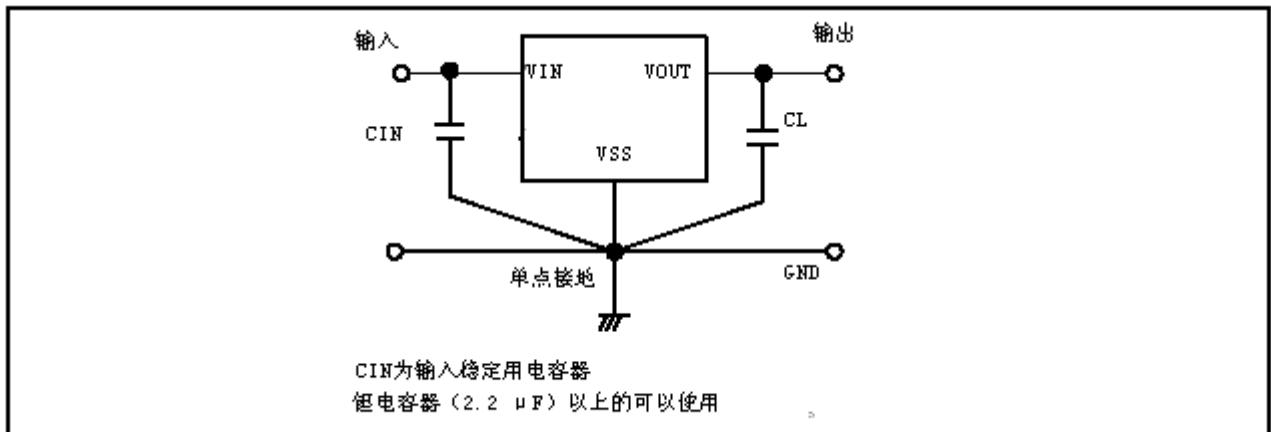 输入
输出
VIN
VOUT
CIN
CL
VSS
单点接地
GND
CIN为输入稳定用电容器
钽电容器（2.2 μF）以上的可以使用